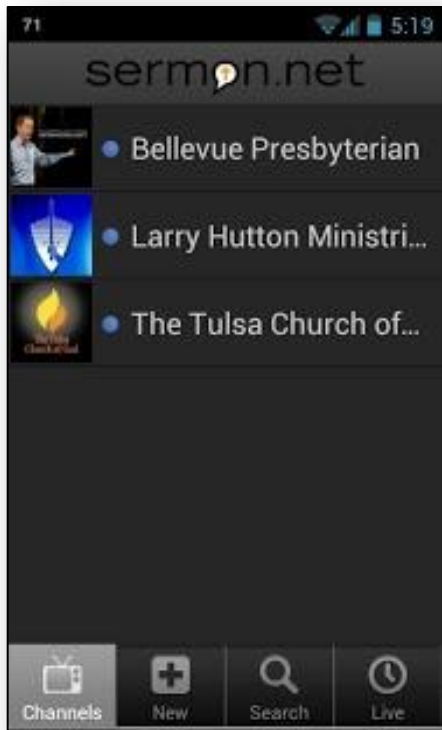 71 5:19
sermon.net
Bellevue Presbyterian
Larry Hutton Ministri...
The Tulsa Church of...
Channels New Search Live